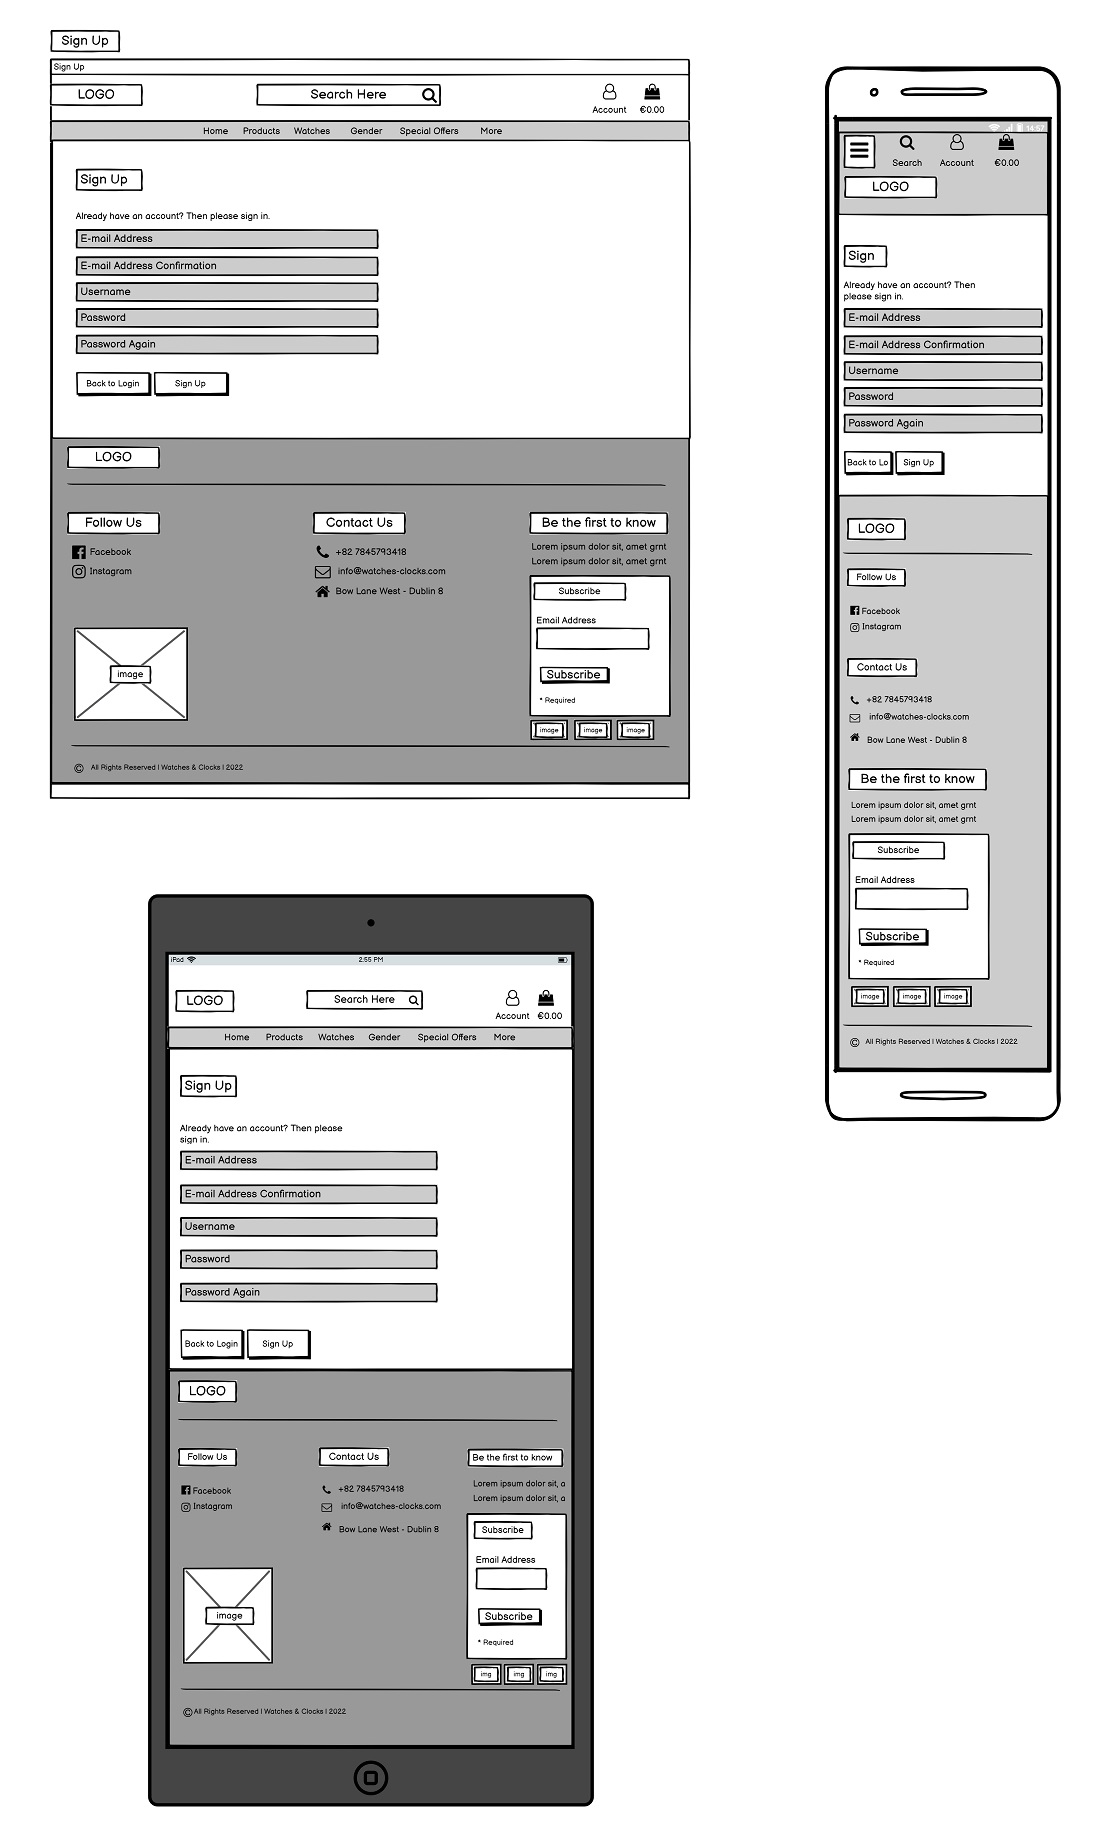 Sign Up
Sign Up
LOGO
Search Here
Account
€0.00
Home Products Watches Gender Special Offers More
Sign Up
Already have an account? Then please sign in.
E-mail Address
E-mail Address Confirmation
Username
Password
Password Again
Back to Login
Sign Up
LOGO
Follow Us
Facebook
Instagram
image
Contact Us
+82 7845793418
info@watches-clocks.com
Bow Lane West - Dublin 8
Be the first to know
Lorem ipsum dolor sit, amet grnt
Lorem ipsum dolor sit, amet grnt
Subscribe
Email Address
Subscribe
* Required
image
image
image
© All Rights Reserved I Watches & Clocks I 2022
14:57
Search
Account
€0.00
LOGO
Sign
Already have an account? Then
please sign in.
E-mail Address
E-mail Address Confirmation
Username
Password
Password Again
Back to Lo
Sign Up
LOGO
Follow Us
Facebook
Instagram
Contact Us
+82 7845793418
info@watches-clocks.com
Bow Lane West - Dublin 8
Be the first to know
Lorem ipsum dolor sit, amet grnt
Lorem ipsum dolor sit, amet grnt
Subscribe
Email Address
Subscribe
* Required
image
image
image
© All Rights Reserved I Watches & Clocks I 2022
iPad
2:55 PM
LOGO
Search Here
Account
€0.00
Home Products Watches Gender Special Offers More
Sign Up
Already have an account? Then please
sign in.
E-mail Address
E-mail Address Confirmation
Username
Password
Password Again
Back to Login
Sign Up
LOGO
Follow Us
Facebook
Instagram
image
Contact Us
+82 7845793418
info@watches-clocks.com
Bow Lane West - Dublin 8
Be the first to know
Lorem ipsum dolor sit, a
Lorem ipsum dolor sit, a
Subscribe
Email Address
Subscribe
* Required
img
img
img
© All Rights Reserved I Watches & Clocks I 2022